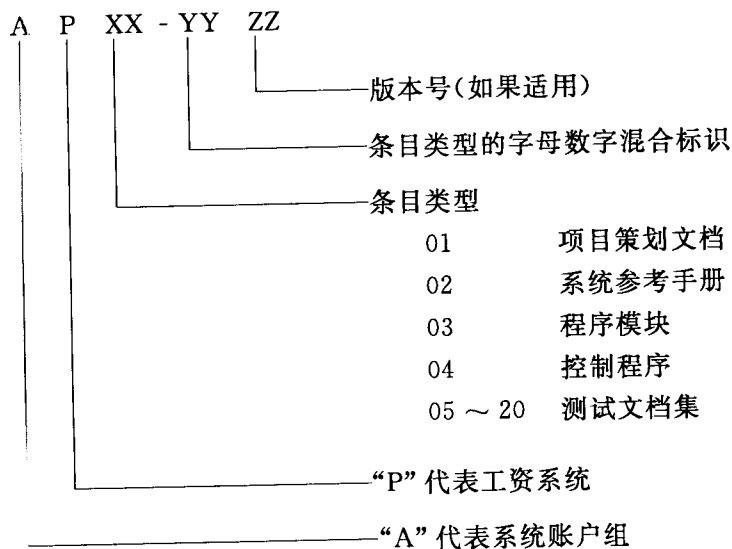 A P XX - YY ZZ
版本号(如果适用)
条目类型的字母数字混合标识
条目类型
01 项目策划文档
02 系统参考手册
03 程序模块
04 控制程序
05 ～ 20 测试文档集
“P”代表工资系统
“A”代表系统账户组